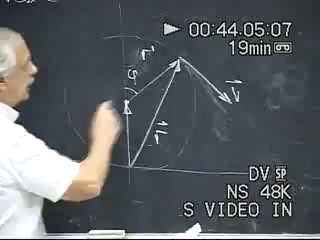 ▶ 00:44.05:07
19min
r'
φ
V
r
DV SP
NS 48K
S VIDEO IN